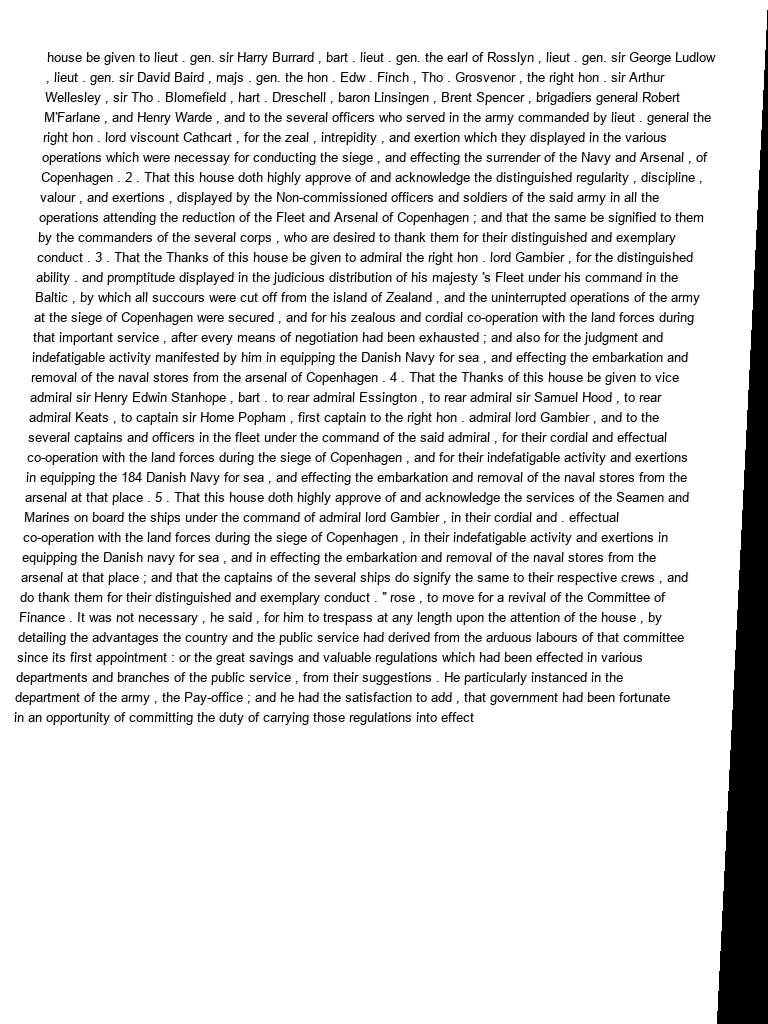 house be given to lieut . gen. sir Harry Burrard , bart . lieut . gen. the earl of Rosslyn , lieut . gen. sir George Ludlow
, lieut . gen. sir David Baird , majs . gen. the hon . Edw . Finch , Tho . Grosvenor , the right hon . sir Arthur
Wellesley , sir Tho . Blomefield , hart . Dreschell , baron Linsingen , Brent Spencer , brigadiers general Robert
M'Farlane , and Henry Warde , and to the several officers who served in the army commanded by lieut . general the
right hon . lord viscount Cathcart , for the zeal , intrepidity , and exertion which they displayed in the various
operations which were necessay for conducting the siege , and effecting the surrender of the Navy and Arsenal , of
Copenhagen . 2 . That this house doth highly approve of and acknowledge the distinguished regularity , discipline ,
valour , and exertions , displayed by the Non-commissioned officers and soldiers of the said army in all the
operations attending the reduction of the Fleet and Arsenal of Copenhagen ; and that the same be signified to them
by the commanders of the several corps , who are desired to thank them for their distinguished and exemplary
conduct . 3 . That the Thanks of this house be given to admiral the right hon . lord Gambier , for the distinguished
ability . and promptitude displayed in the judicious distribution of his majesty 's Fleet under his command in the
Baltic , by which all succours were cut off from the island of Zealand , and the uninterrupted operations of the army
at the siege of Copenhagen were secured , and for his zealous and cordial co-operation with the land forces during
that important service , after every means of negotiation had been exhausted ; and also for the judgment and
indefatigable activity manifested by him in equipping the Danish Navy for sea , and effecting the embarkation and
removal of the naval stores from the arsenal of Copenhagen . 4 . That the Thanks of this house be given to vice
admiral sir Henry Edwin Stanhope , bart . to rear admiral Essington , to rear admiral sir Samuel Hood , to rear
admiral Keats , to captain sir Home Popham , first captain to the right hon . admiral lord Gambier , and to the
several captains and officers in the fleet under the command of the said admiral , for their cordial and effectual
co-operation with the land forces during the siege of Copenhagen , and for their indefatigable activity and exertions
in equipping the 184 Danish Navy for sea , and effecting the embarkation and removal of the naval stores from the
arsenal at that place . 5 . That this house doth highly approve of and acknowledge the services of the Seamen and
Marines on board the ships under the command of admiral lord Gambier , in their cordial and . effectual
co-operation with the land forces during the siege of Copenhagen , in their indefatigable activity and exertions in
equipping the Danish navy for sea , and in effecting the embarkation and removal of the naval stores from the
arsenal at that place ; and that the captains of the several ships do signify the same to their respective crews , and
do thank them for their distinguished and exemplary conduct . '' rose , to move for a revival of the Committee of
Finance . It was not necessary , he said , for him to trespass at any length upon the attention of the house , by
detailing the advantages the country and the public service had derived from the arduous labours of that committee
since its first appointment : or the great savings and valuable regulations which had been effected in various
departments and branches of the public service , from their suggestions . He particularly instanced in the
department of the army , the Pay-office ; and he had the satisfaction to add , that government had been fortunate
in an opportunity of committing the duty of carrying those regulations into effect